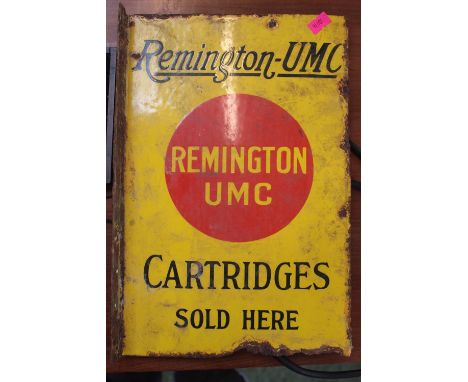 Remington-UMC
REMINGTON
UMC
CARTRIDGES
SOLD HERE